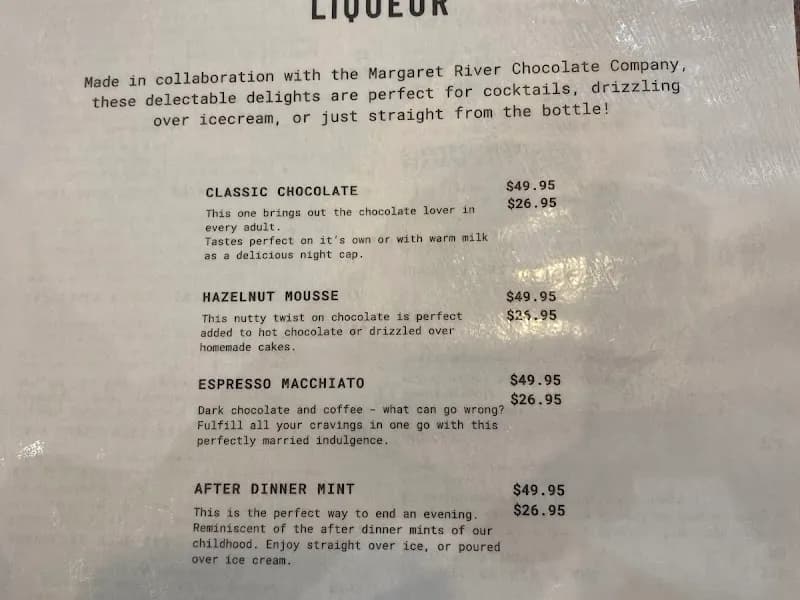 LIQUEUR
Made in collaboration with the Margaret River Chocolate Company,
these delectable delights are perfect for cocktails, drizzling
over icecream, or just straight from the bottle!
CLASSIC CHOCOLATE $49.95
$26.95
This one brings out the chocolate lover in
every adult.
Tastes perfect on it's own or with warm milk
as a delicious night cap.
HAZELNUT MOUSSE $49.95
$26.95
This nutty twist on chocolate is perfect
added to hot chocolate or drizzled over
homemade cakes.
ESPRESSO MACCHIATO $49.95
$26.95
Dark chocolate and coffee - what can go wrong?
Fulfill all your cravings in one go with this
perfectly married indulgence.
AFTER DINNER MINT $49.95
$26.95
This is the perfect way to end an evening.
Reminiscent of the after dinner mints of our
childhood. Enjoy straight over ice, or poured
over ice cream.